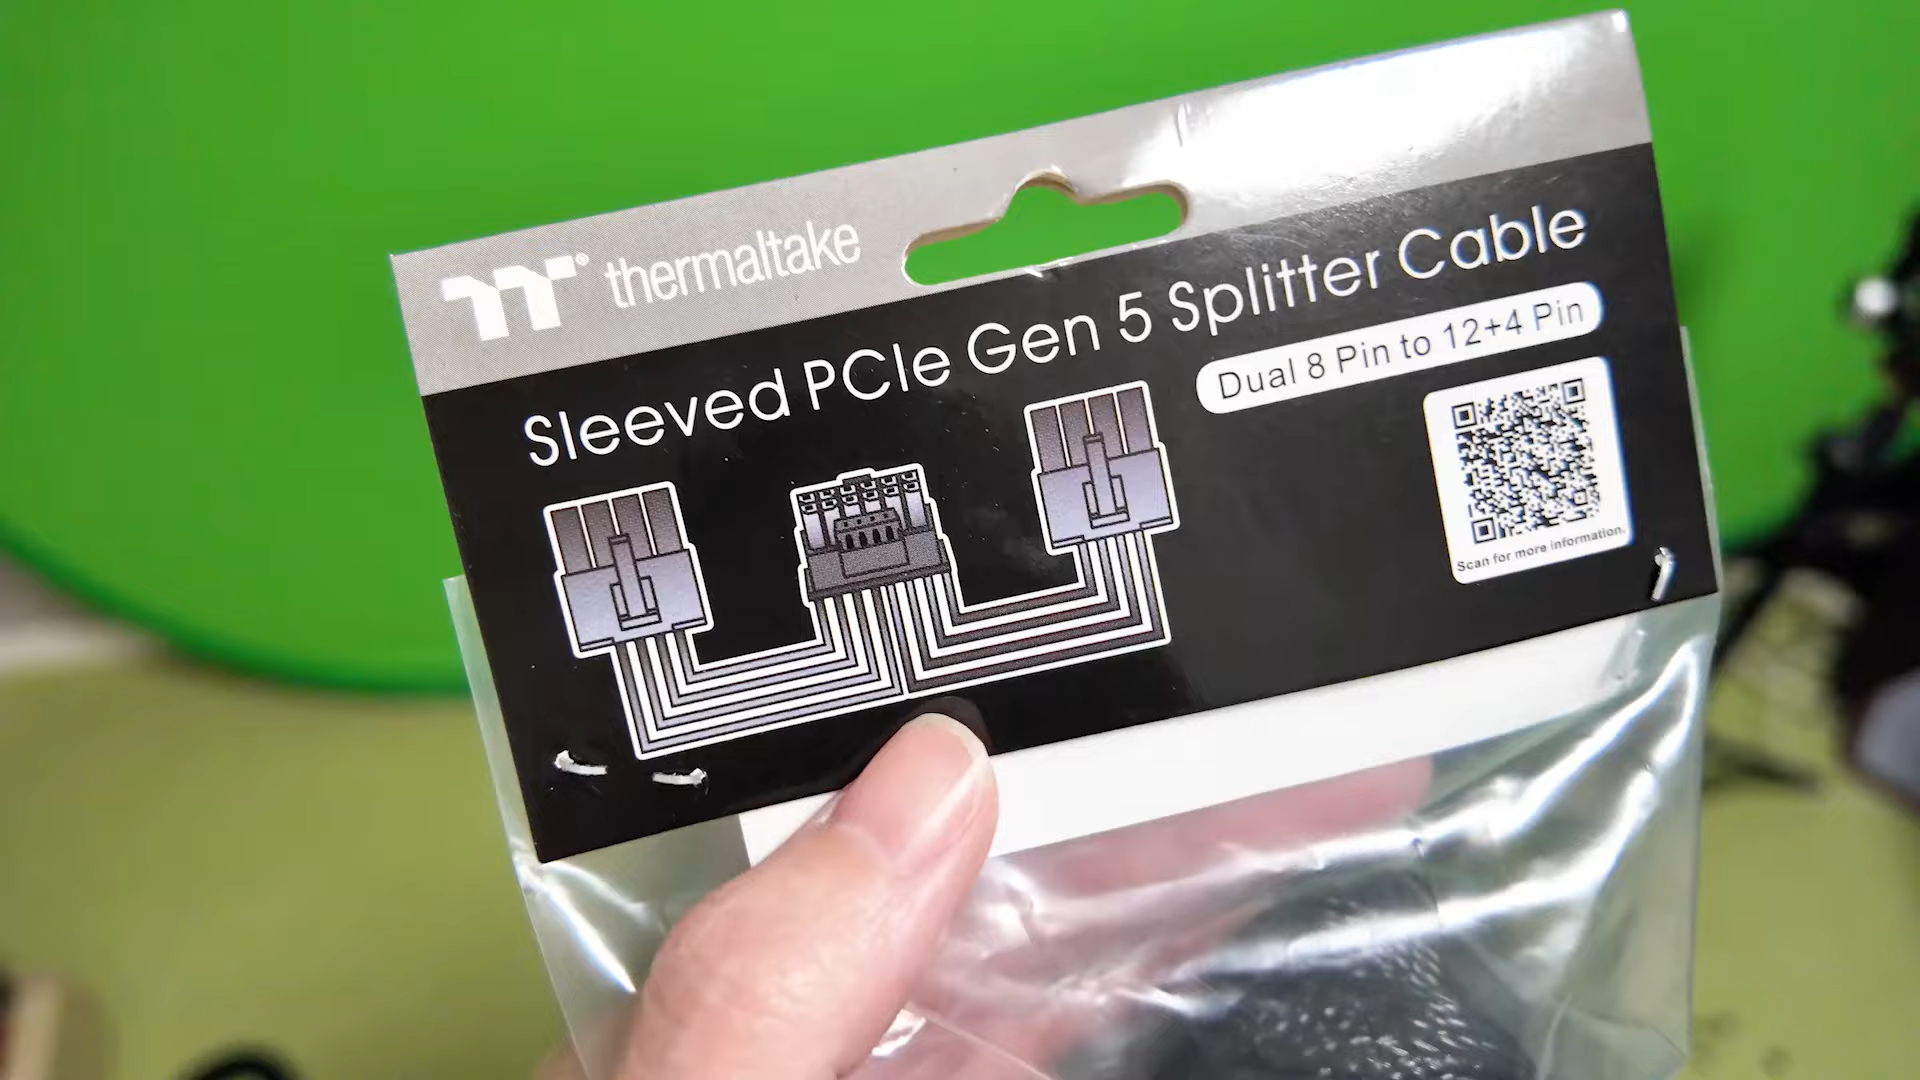 thermaltake
Sleeved PCIe Gen 5 Splitter Cable
Dual 8 Pin to 12+4 Pin
Scan for more information.